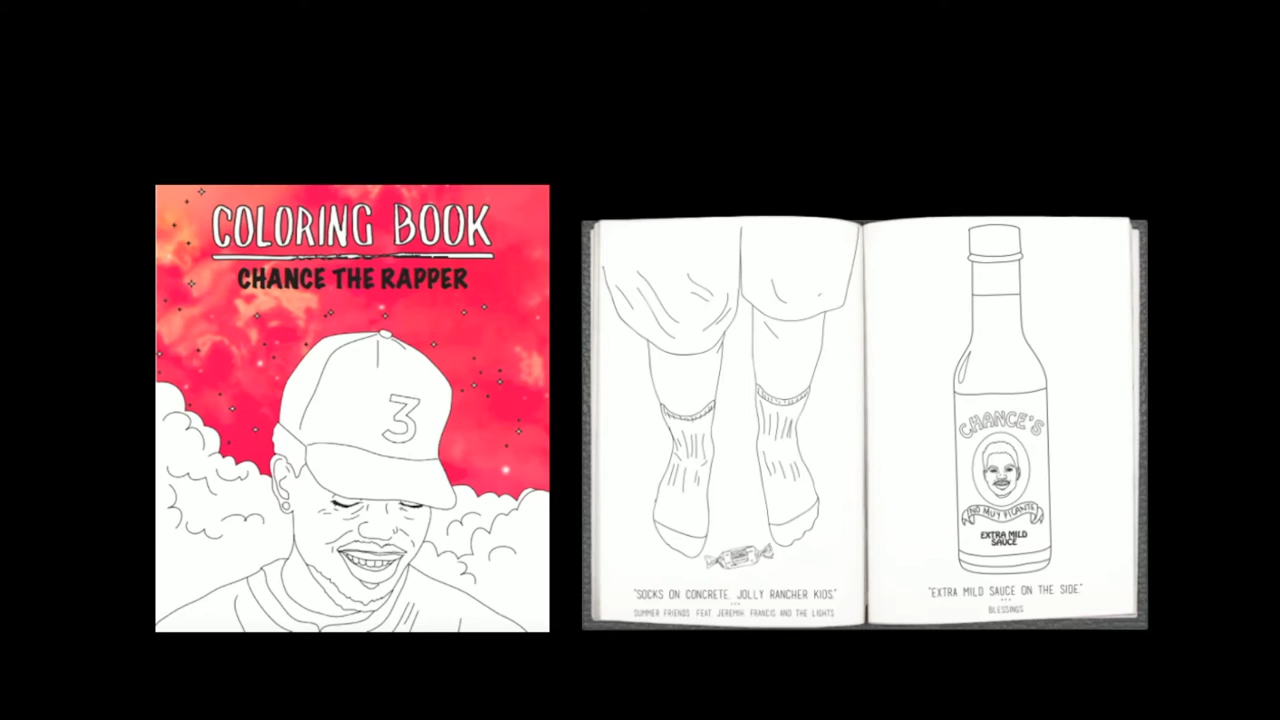 COLORING BOOK
CHANCE THE RAPPER
3
"SOCKS ON CONCRETE, JOLLY RANCHER KIDS."
SUMMER FRIENDS FEAT. JEREMIH, FRANCIS AND THE LIGHTS
CHANCE'S
NO MUY PICANTE
EXTRA MILD
SAUCE
"EXTRA MILD SAUCE ON THE SIDE."
BLESSINGS